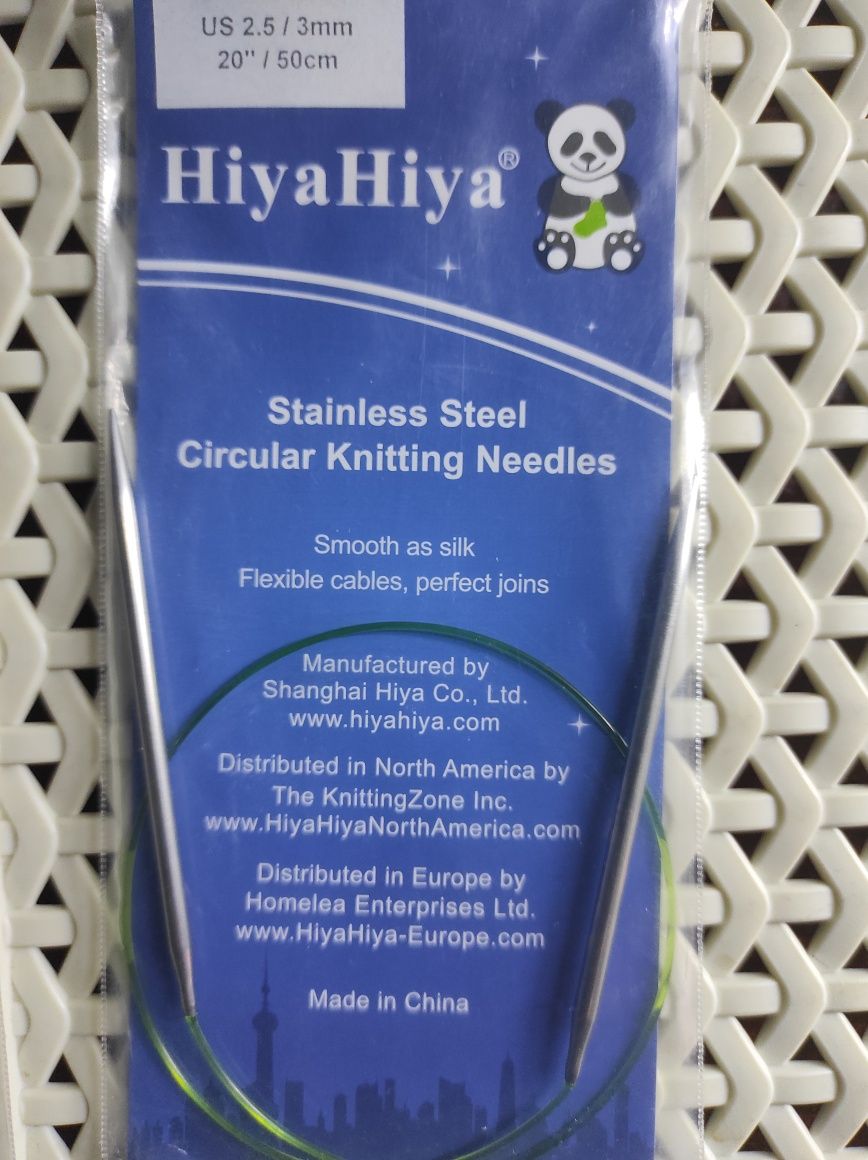 US 2.5 / 3mm
20" / 50cm
HiyaHiya®
Stainless Steel
Circular Knitting Needles
Smooth as silk
Flexible cables, perfect joins
Manufactured by
Shanghai Hiya Co., Ltd.
www.hiyahiya.com
Distributed in North America by
The KnittingZone Inc.
www.HiyaHiyaNorthAmerica.com
Distributed in Europe by
Homelea Enterprises Ltd.
www.HiyaHiya-Europe.com
Made in China